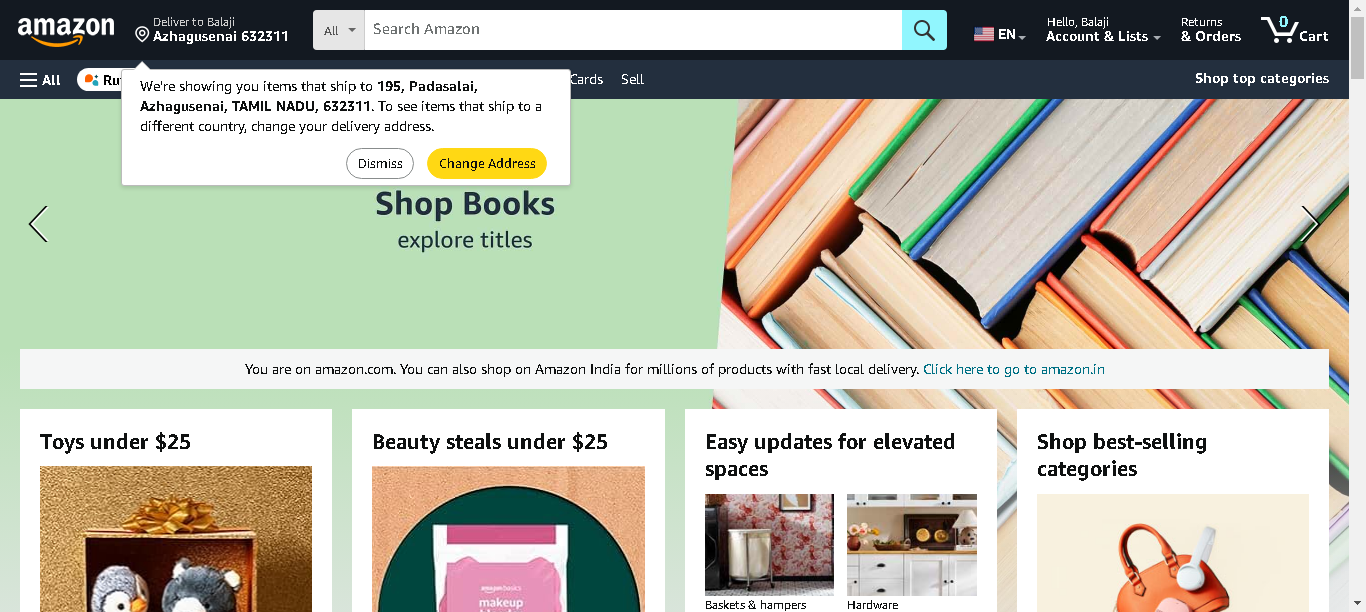 amazon
Deliver to Balaji
Azhagusenai 632311
All
Search Amazon
EN
Hello, Balaji
Account & Lists
Returns
& Orders
0
Cart
All
Cards
Sell
Shop top categories
We're showing you items that ship to 195, Padasalai,
Azhagusenai, TAMIL NADU, 632311. To see items that ship to a
different country, change your delivery address.
Dismiss
Change Address
Shop Books
explore titles
You are on amazon.com. You can also shop on Amazon India for millions of products with fast local delivery. Click here to go to amazon.in
Toys under $25
Beauty steals under $25
Easy updates for elevated
spaces
Shop best-selling
categories
amazonbasics
makeup
Baskets & hampers
Hardware